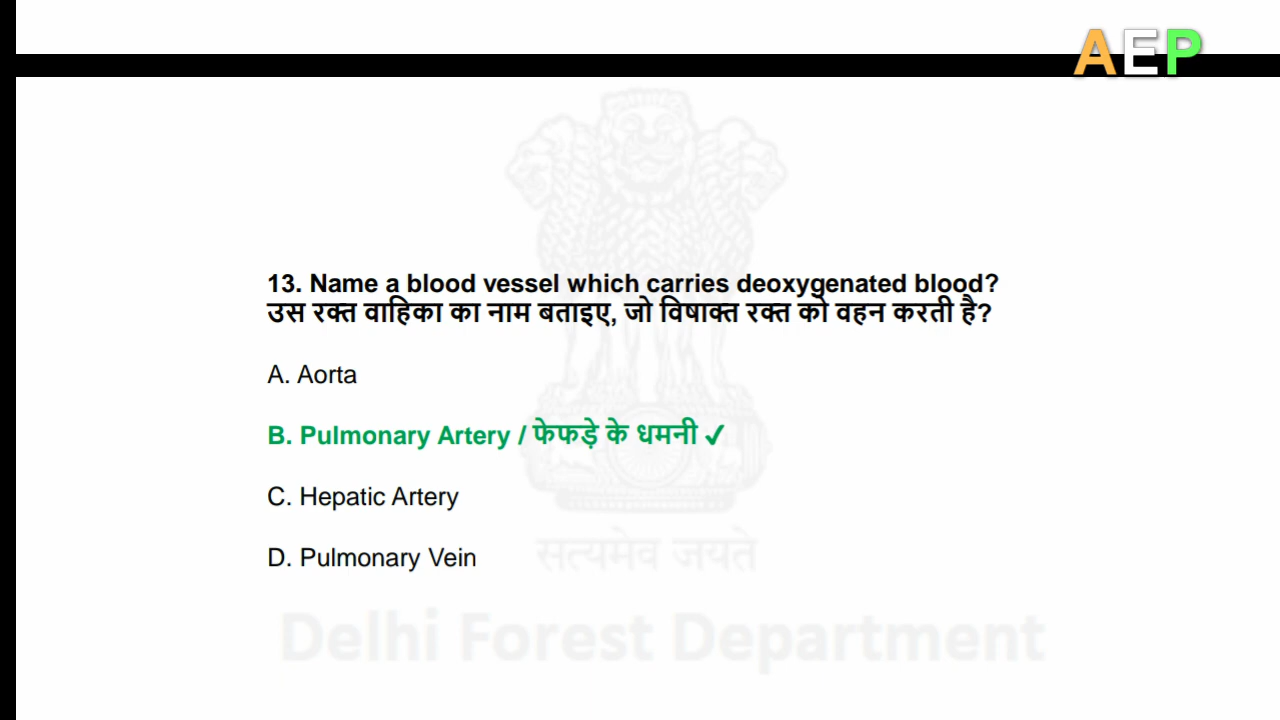 AEP
13. Name a blood vessel which carries deoxygenated blood?
उस रक्त वाहिका का नाम बताइए, जो विषाक्त रक्त को वहन करती है?
A. Aorta
B. Pulmonary Artery / फेफड़े के धमनी ✔
C. Hepatic Artery
D. Pulmonary Vein
सत्यमेव जयते
Delhi Forest Department